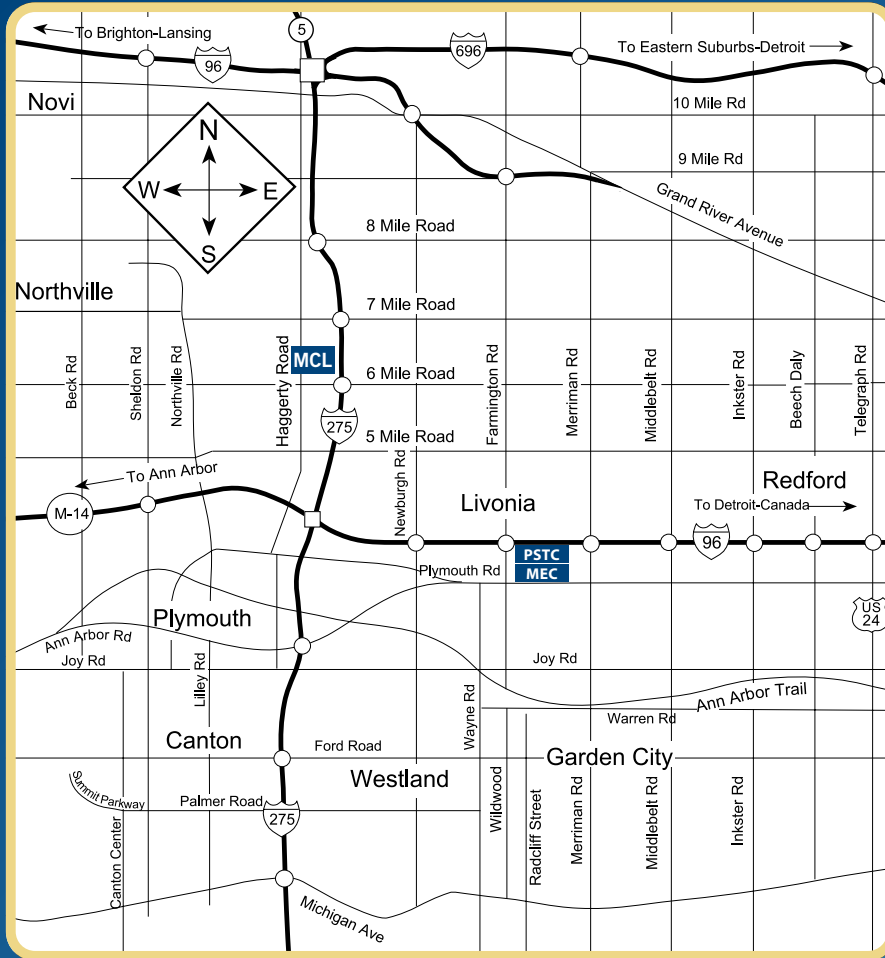 To Brighton-Lansing
5
96
696
To Eastern Suburbs-Detroit
Novi
10 Mile Rd
N
W
E
S
9 Mile Rd
Grand River Avenue
8 Mile Road
Northville
7 Mile Road
MCL
6 Mile Road
Beck Rd
Sheldon Rd
Northville Rd
Haggerty Road
Farmington Rd
Merriman Rd
Middlebelt Rd
Inkster Rd
Beech Daly
Telegraph Rd
275
5 Mile Road
To Ann Arbor
Newburgh Rd
Livonia
Redford
M-14
To Detroit-Canada
96
PSTC
MEC
Plymouth Rd
Plymouth
US
24
Ann Arbor Rd
Joy Rd
Joy Rd
Lilley Rd
Wayne Rd
Ann Arbor Trail
Warren Rd
Canton
Ford Road
Garden City
Westland
Summit Parkway
Palmer Road
275
Canton Center
Wildwood
Radcliff Street
Merriman Rd
Middlebelt Rd
Inkster Rd
Michigan Ave